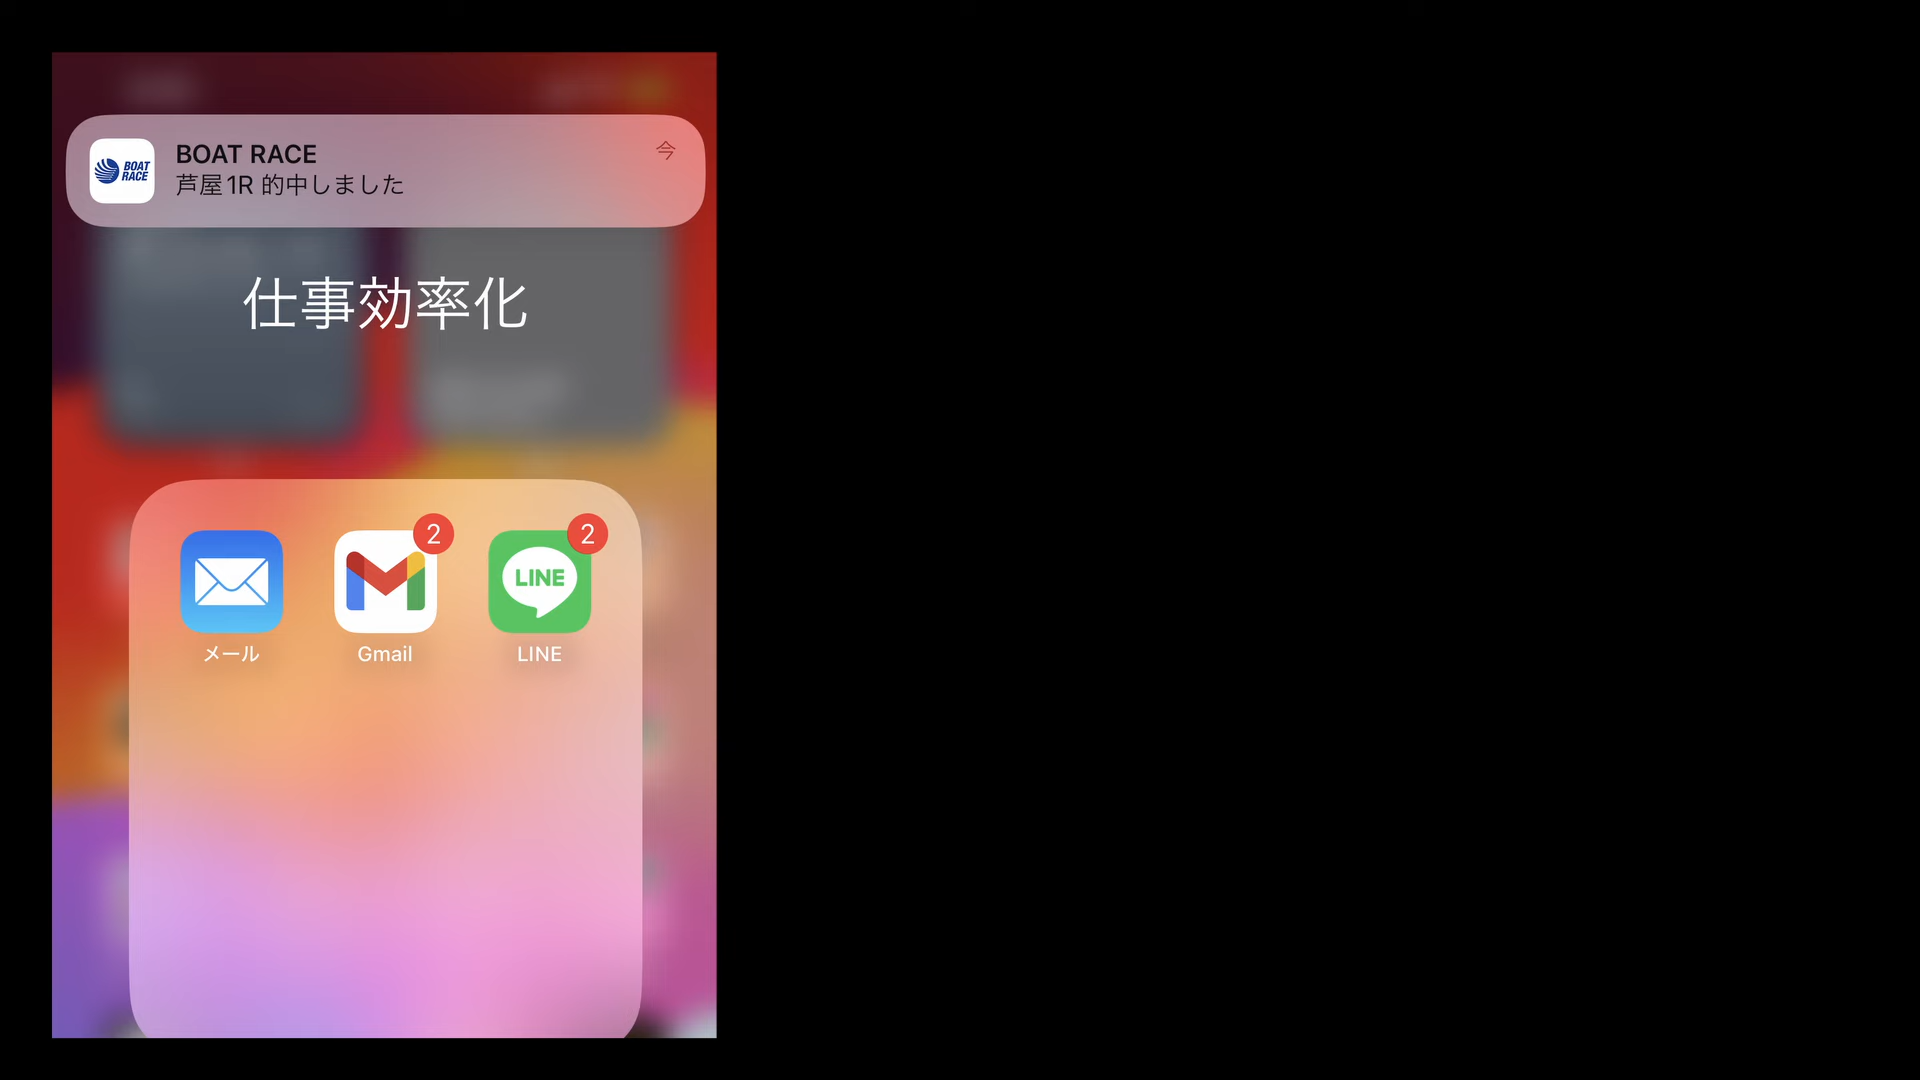 BOAT RACE
今
芦屋1R 的中しました
BOAT
RACE
仕事効率化
2
2
LINE
メール
Gmail
LINE